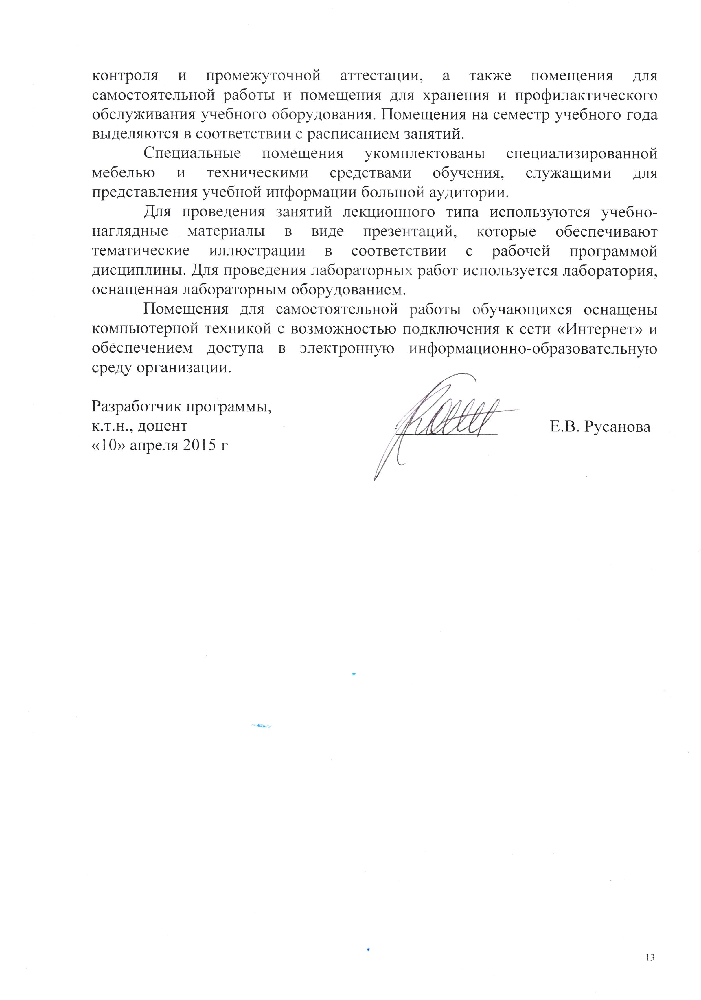 контроля и промежуточной аттестации, а также помещения для
самостоятельной работы и помещения для хранения и профилактического
обслуживания учебного оборудования. Помещения на семестр учебного года
выделяются в соответствии с расписанием занятий.
Специальные помещения укомплектованы специализированной
мебелью и техническими средствами обучения, служащими для
представления учебной информации большой аудитории.
Для проведения занятий лекционного типа используются учебно-
наглядные материалы в виде презентаций, которые обеспечивают
тематические иллюстрации в соответствии с рабочей программой
дисциплины. Для проведения лабораторных работ используется лаборатория,
оснащенная лабораторным оборудованием.
Помещения для самостоятельной работы обучающихся оснащены
компьютерной техникой с возможностью подключения к сети «Интернет» и
обеспечением доступа в электронную информационно-образовательную
среду организации.
Разработчик программы,
к.т.н., доцент
Е.В. Русанова
«10» апреля 2015 г
13